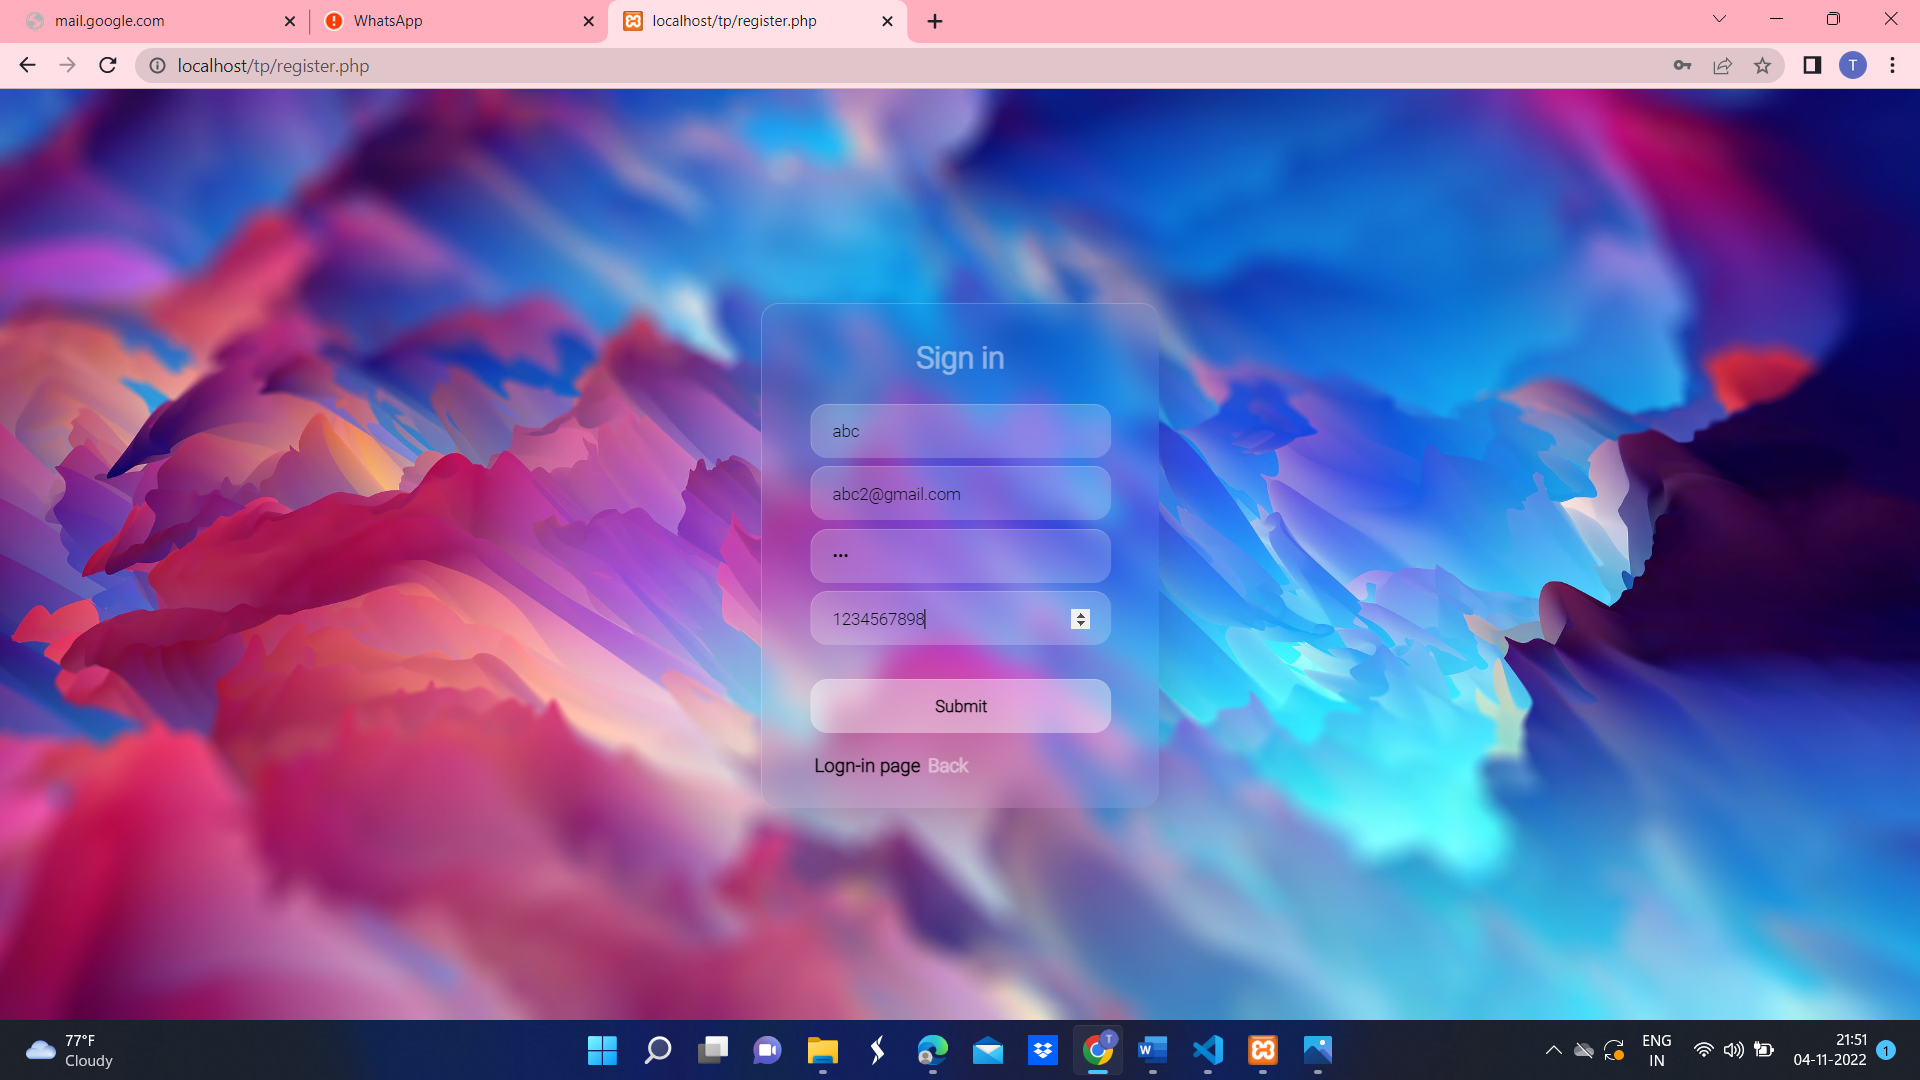 mail.google.com
WhatsApp
localhost/tp/register.php
localhost/tp/register.php
T
Sign in
abc
abc2@gmail.com
1234567898
Submit
Logn-in page Back
77°F
Cloudy
T
W
ENG
IN
21:51
04-11-2022
1